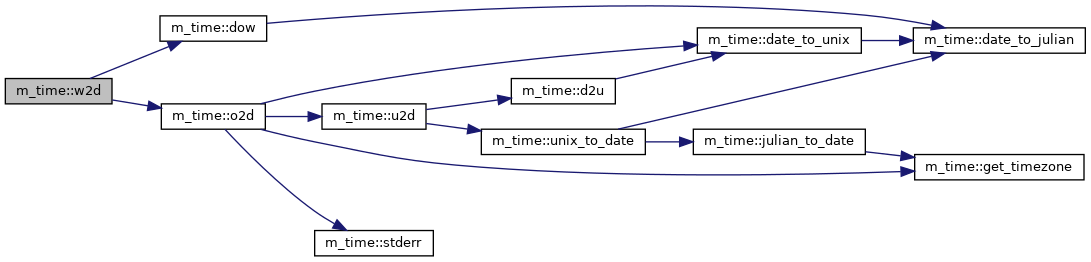 m_time::w2d
m_time::dow
m_time::o2d
m_time::u2d
m_time::stderr
m_time::d2u
m_time::unix_to_date
m_time::date_to_unix
m_time::julian_to_date
m_time::date_to_julian
m_time::get_timezone